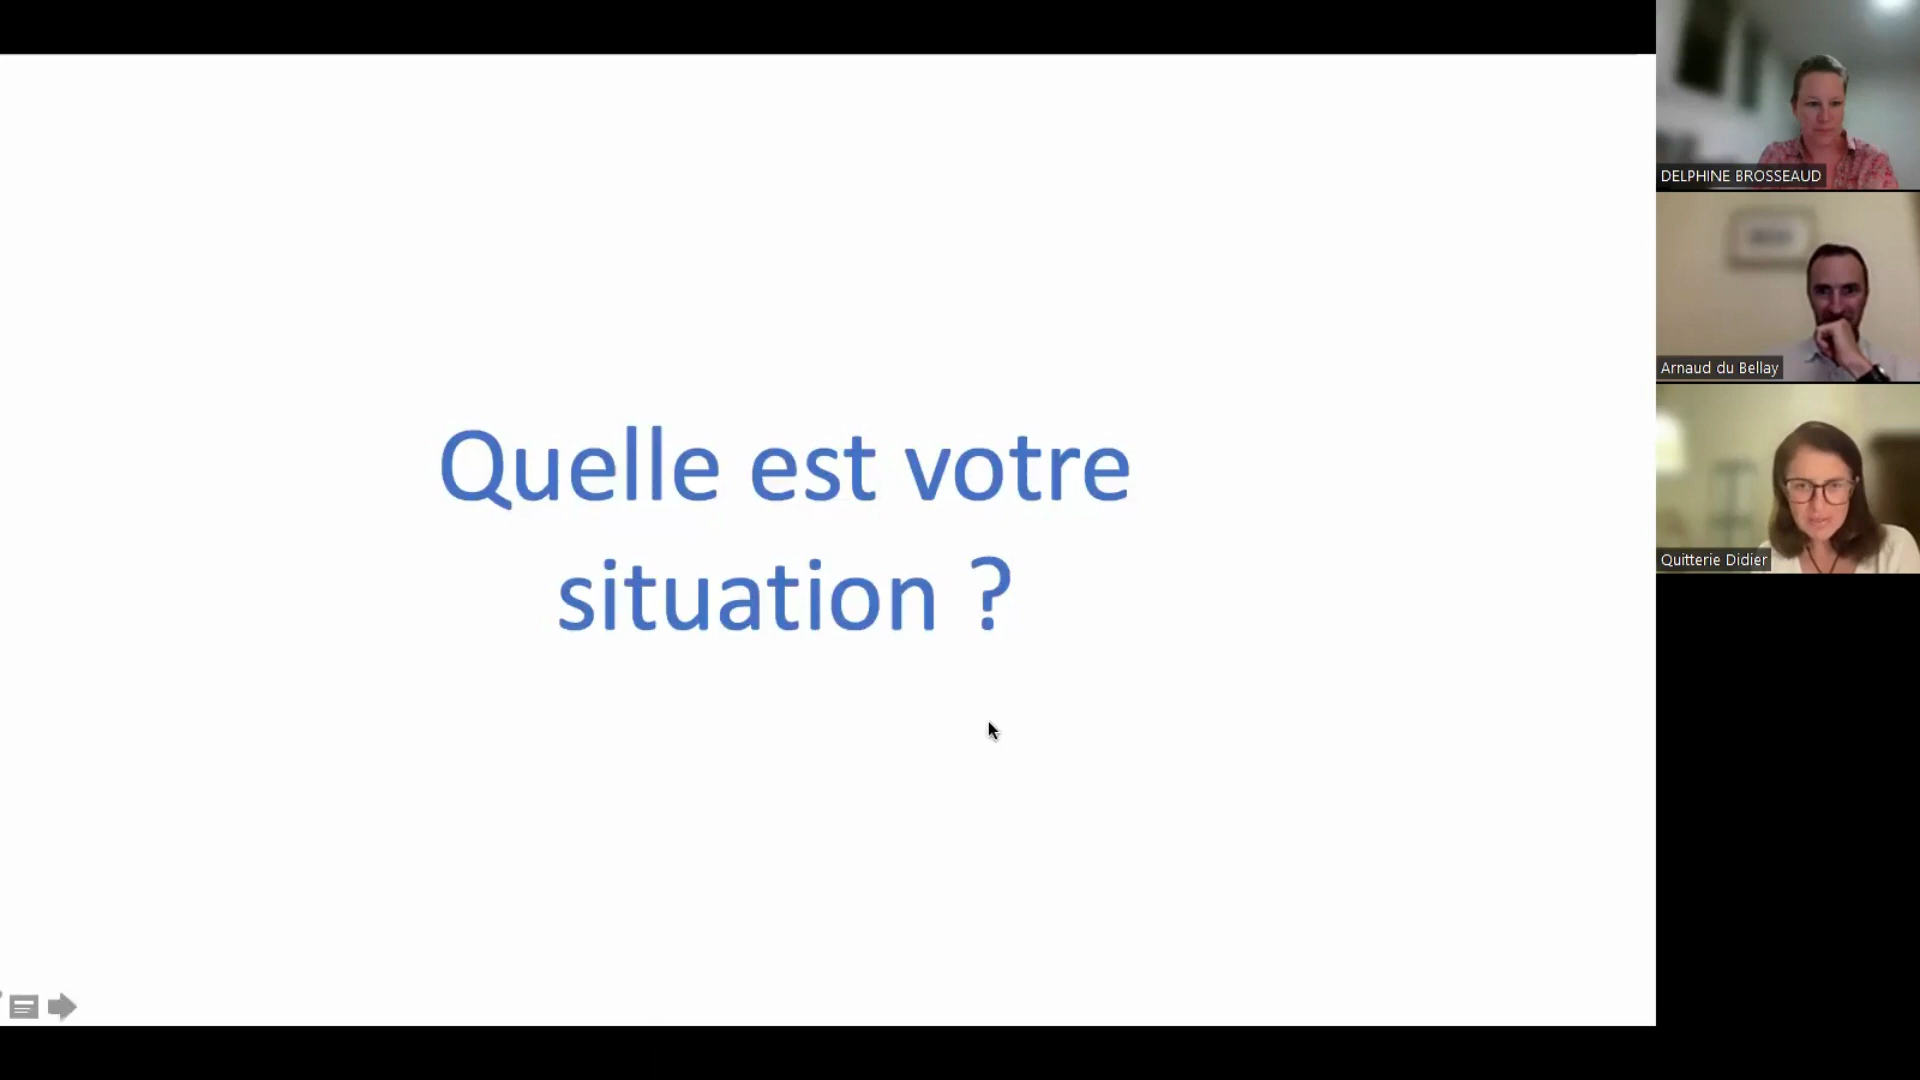 Quelle est votre
situation ?
DELPHINE BROSSEAUD
Arnaud du Bellay
Quitterie Didier